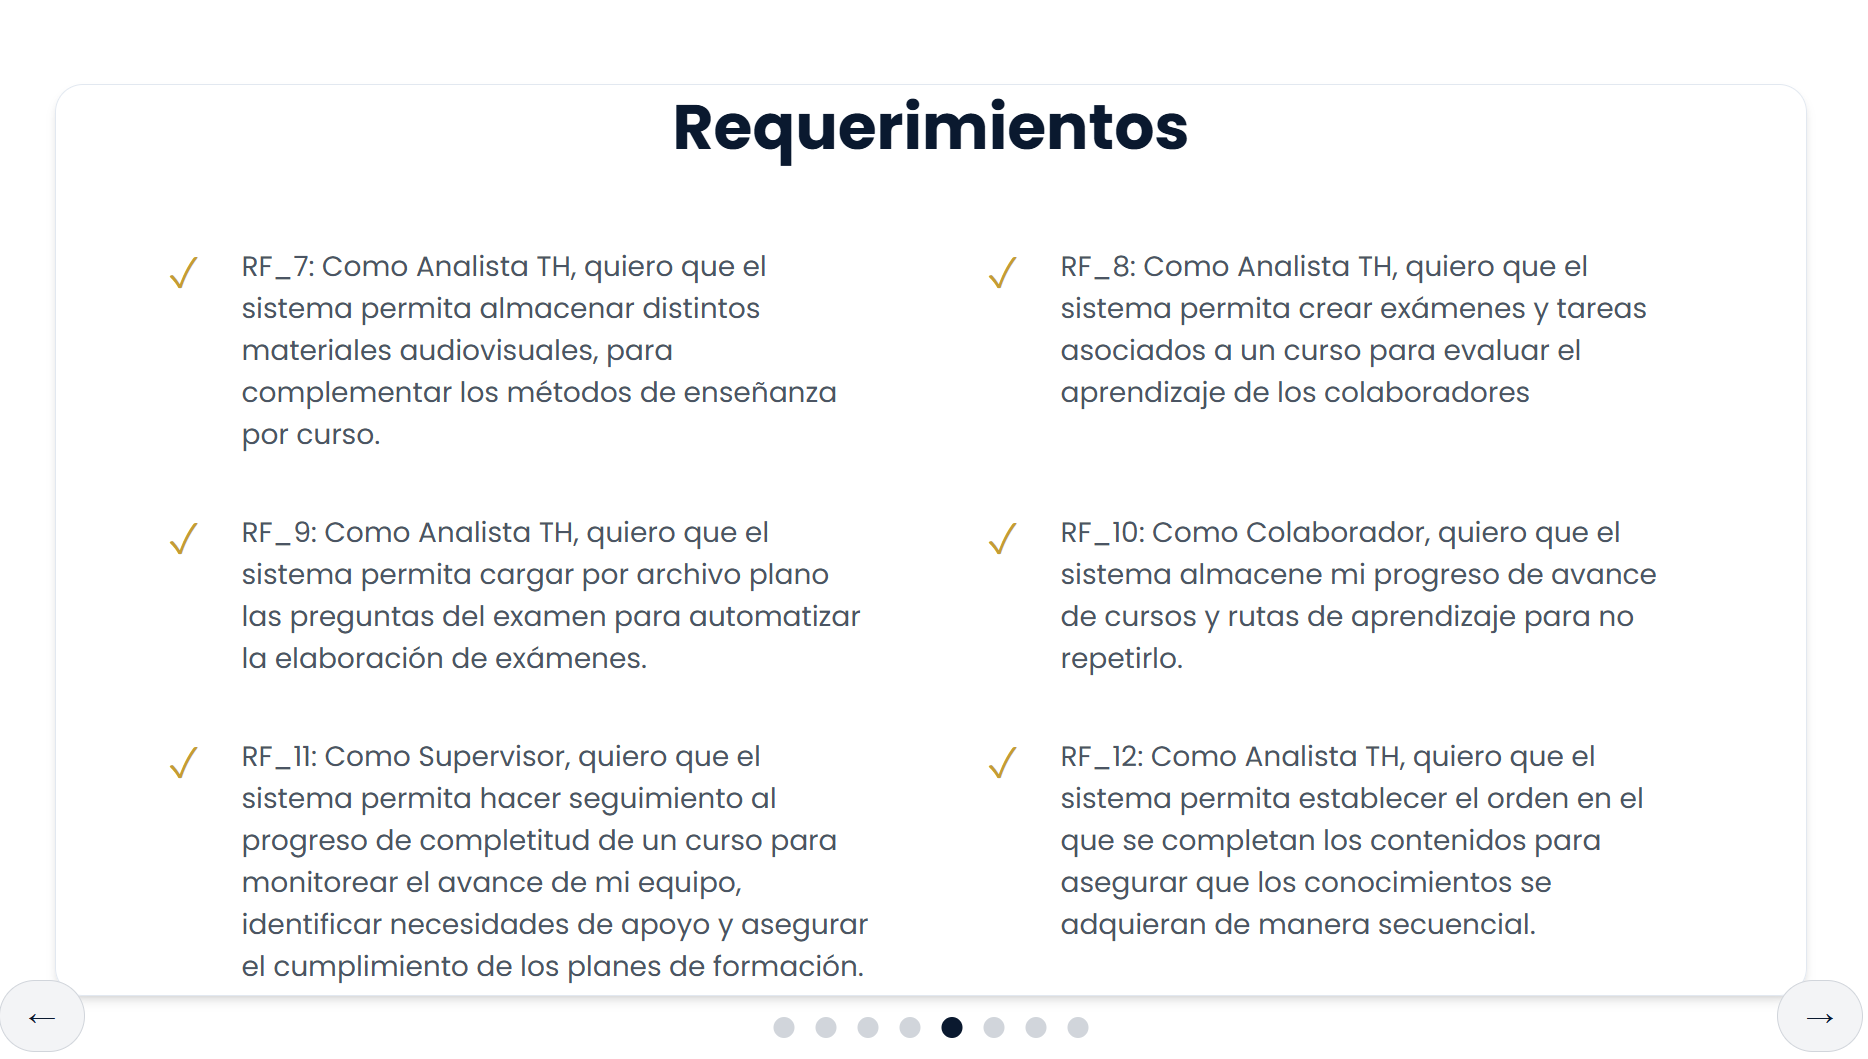 Requerimientos
✓ RF_7: Como Analista TH, quiero que el
sistema permita almacenar distintos
materiales audiovisuales, para
complementar los métodos de enseñanza
por curso.
✓ RF_8: Como Analista TH, quiero que el
sistema permita crear exámenes y tareas
asociados a un curso para evaluar el
aprendizaje de los colaboradores
✓ RF_9: Como Analista TH, quiero que el
sistema permita cargar por archivo plano
las preguntas del examen para automatizar
la elaboración de exámenes.
✓ RF_10: Como Colaborador, quiero que el
sistema almacene mi progreso de avance
de cursos y rutas de aprendizaje para no
repetirlo.
✓ RF_11: Como Supervisor, quiero que el
sistema permita hacer seguimiento al
progreso de completitud de un curso para
monitorear el avance de mi equipo,
identificar necesidades de apoyo y asegurar
el cumplimiento de los planes de formación.
✓ RF_12: Como Analista TH, quiero que el
sistema permita establecer el orden en el
que se completan los contenidos para
asegurar que los conocimientos se
adquieran de manera secuencial.
← →